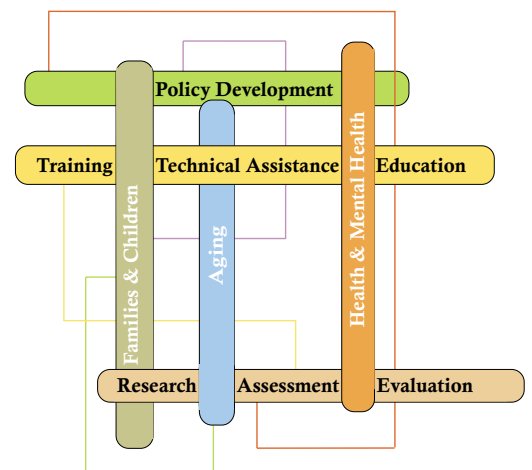 Policy Development
Training Technical Assistance Education
Families & Children
Aging
Health & Mental Health
Research Assessment Evaluation